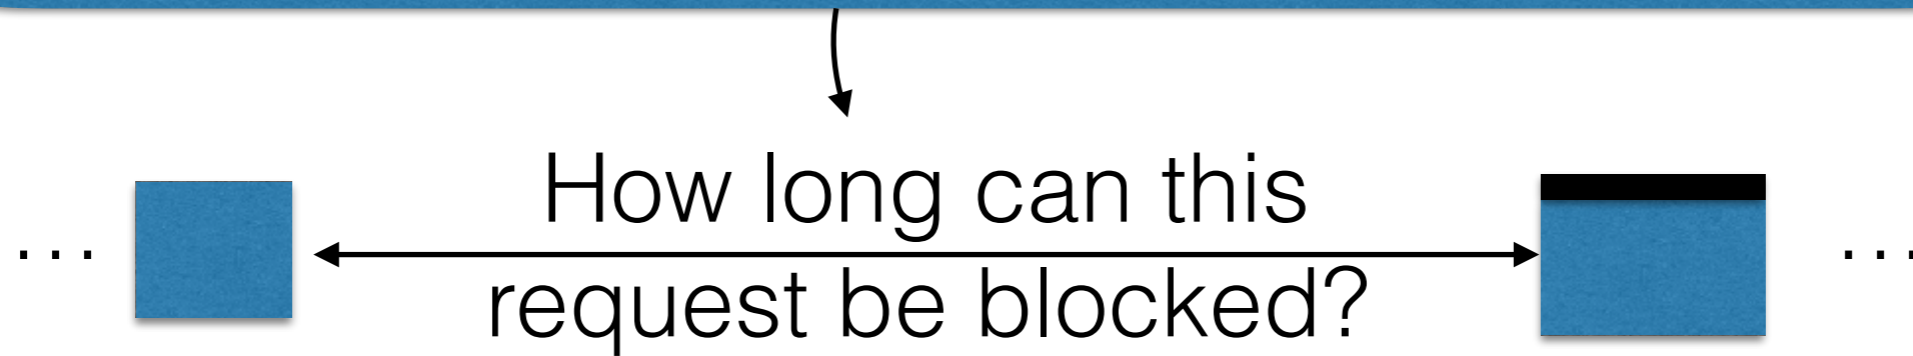 How long can this
... request be blocked? ...